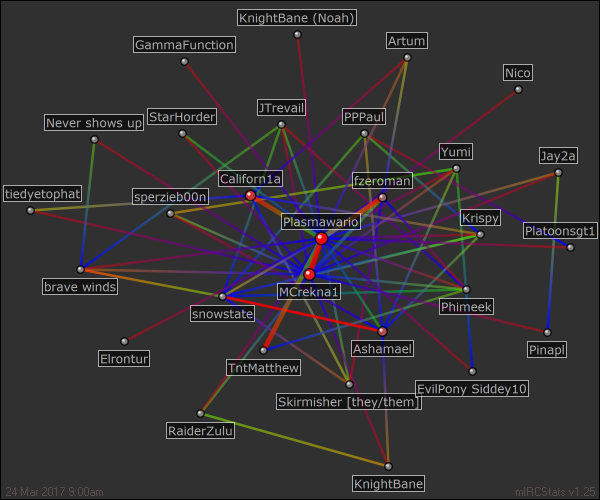 KnightBane (Noah)
GammaFunction
Artum
Nico
StarHorder
JTrevail
PPPaul
Never shows up
Yumi
Jay2a
Californ1a
fzeroman
tiedyetophat
sperzieb00n
Plasmawario
Krispy
Platoonsgt1
brave winds
MCrekna1
snowstate
Phimeek
Elrontur
TntMatthew
Ashamael
Pinapl
Skirmisher [they/them]
EvilPony Siddey10
RaiderZulu
KnightBane
24 Mar 2017 9:00am
mIRCStats v1.25